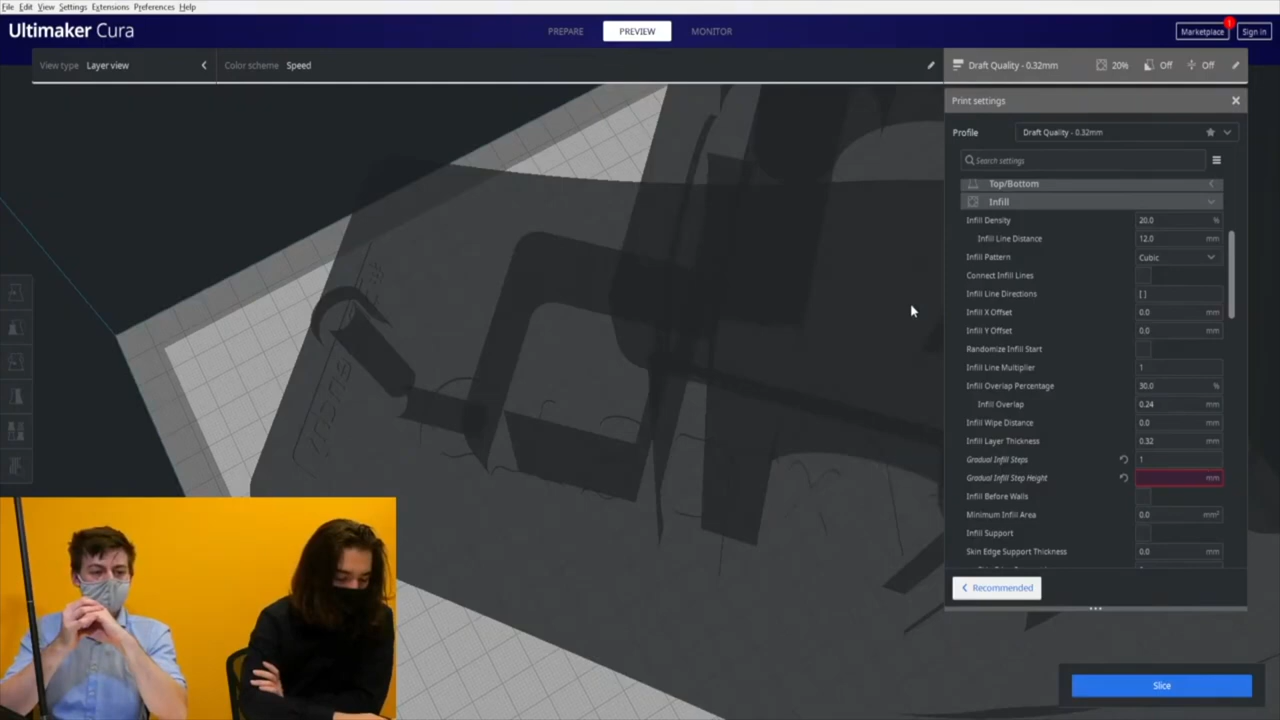 File Edit View Settings Extensions Preferences Help
Ultimaker Cura
PREPARE
PREVIEW
MONITOR
Marketplace
1
Sign in
View type Layer view
Color scheme Speed
Draft Quality - 0.32mm
20%
Off
Off
Print settings
Profile
Draft Quality - 0.32mm
Search settings
Top/Bottom
Infill
Infill Density 20.0 %
Infill Line Distance 12.0 mm
Infill Pattern Cubic
Connect Infill Lines
Infill Line Directions [ ]
Infill X Offset 0.0 mm
Infill Y Offset 0.0 mm
Randomize Infill Start
Infill Line Multiplier 1
Infill Overlap Percentage 30.0 %
Infill Overlap 0.24 mm
Infill Wipe Distance 0.0 mm
Infill Layer Thickness 0.32 mm
Gradual Infill Steps 1
Gradual Infill Step Height mm
Infill Before Walls
Minimum Infill Area 0.0 mm²
Infill Support
Skin Edge Support Thickness 0.0 mm
Recommended
Slice